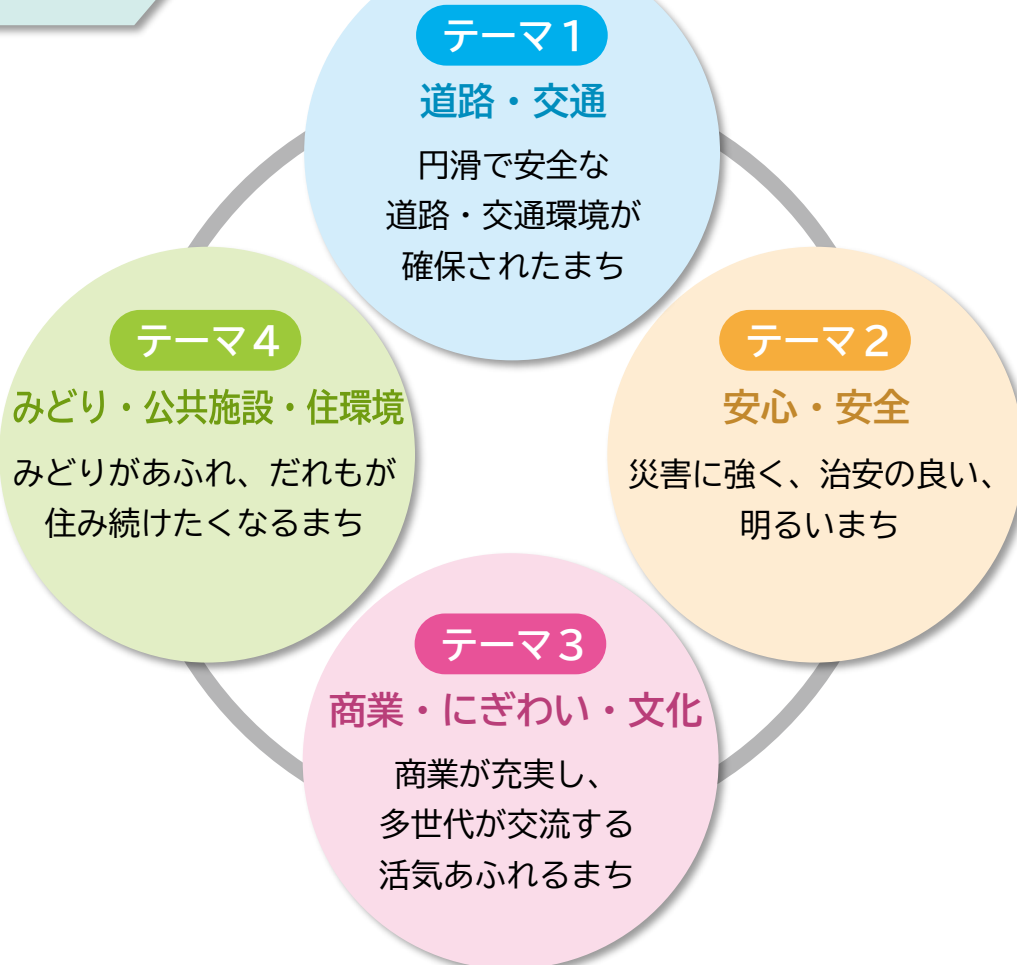 テーマ1
道路・交通
円滑で安全な
道路・交通環境が
確保されたまち
テーマ2
安心・安全
災害に強く、治安の良い、
明るいまち
テーマ3
商業・にぎわい・文化
商業が充実し、
多世代が交流する
活気あふれるまち
テーマ4
みどり・公共施設・住環境
みどりがあふれ、だれもが
住み続けたくなるまち